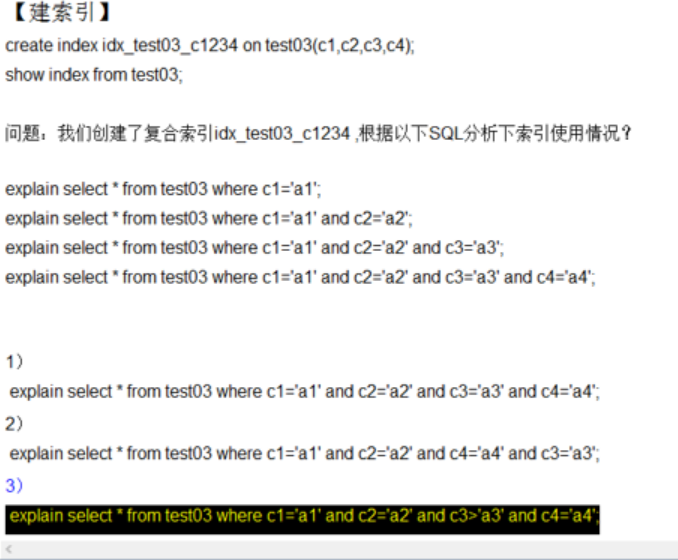 【建索引】
create index idx_test03_c1234 on test03(c1,c2,c3,c4);
show index from test03;
问题：我们创建了复合索引idx_test03_c1234 ,根据以下SQL分析下索引使用情况？
explain select * from test03 where c1='a1';
explain select * from test03 where c1='a1' and c2='a2';
explain select * from test03 where c1='a1' and c2='a2' and c3='a3';
explain select * from test03 where c1='a1' and c2='a2' and c3='a3' and c4='a4';
1）
explain select * from test03 where c1='a1' and c2='a2' and c3='a3' and c4='a4';
2）
explain select * from test03 where c1='a1' and c2='a2' and c4='a4' and c3='a3';
3）
explain select * from test03 where c1='a1' and c2='a2' and c3>'a3' and c4='a4';